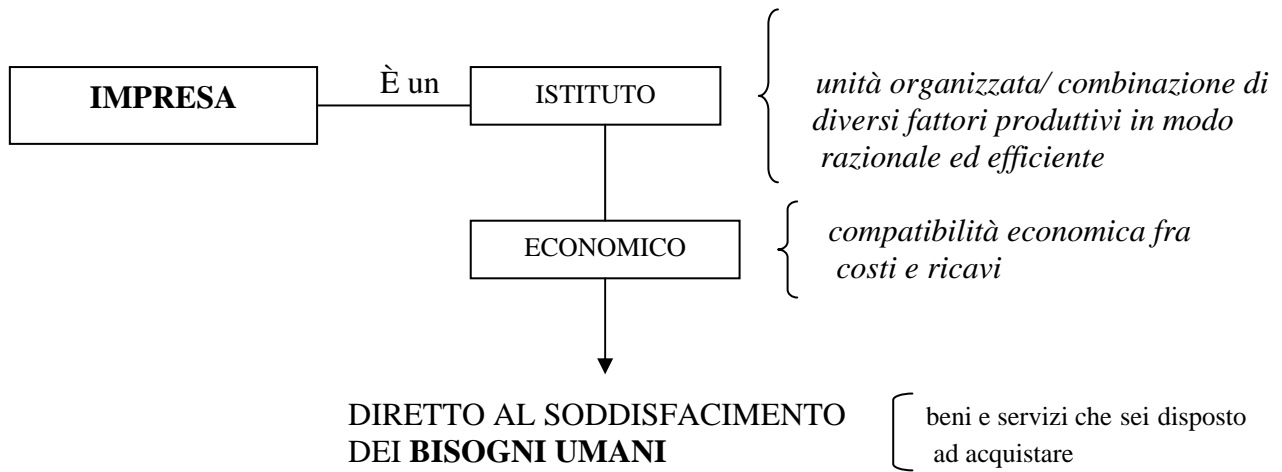 IMPRESA
È un
ISTITUTO
unità organizzata/ combinazione di
diversi fattori produttivi in modo
razionale ed efficiente
ECONOMICO
compatibilità economica fra
costi e ricavi
DIRETTO AL SODDISFACIMENTO
DEI BISOGNI UMANI
beni e servizi che sei disposto
ad acquistare